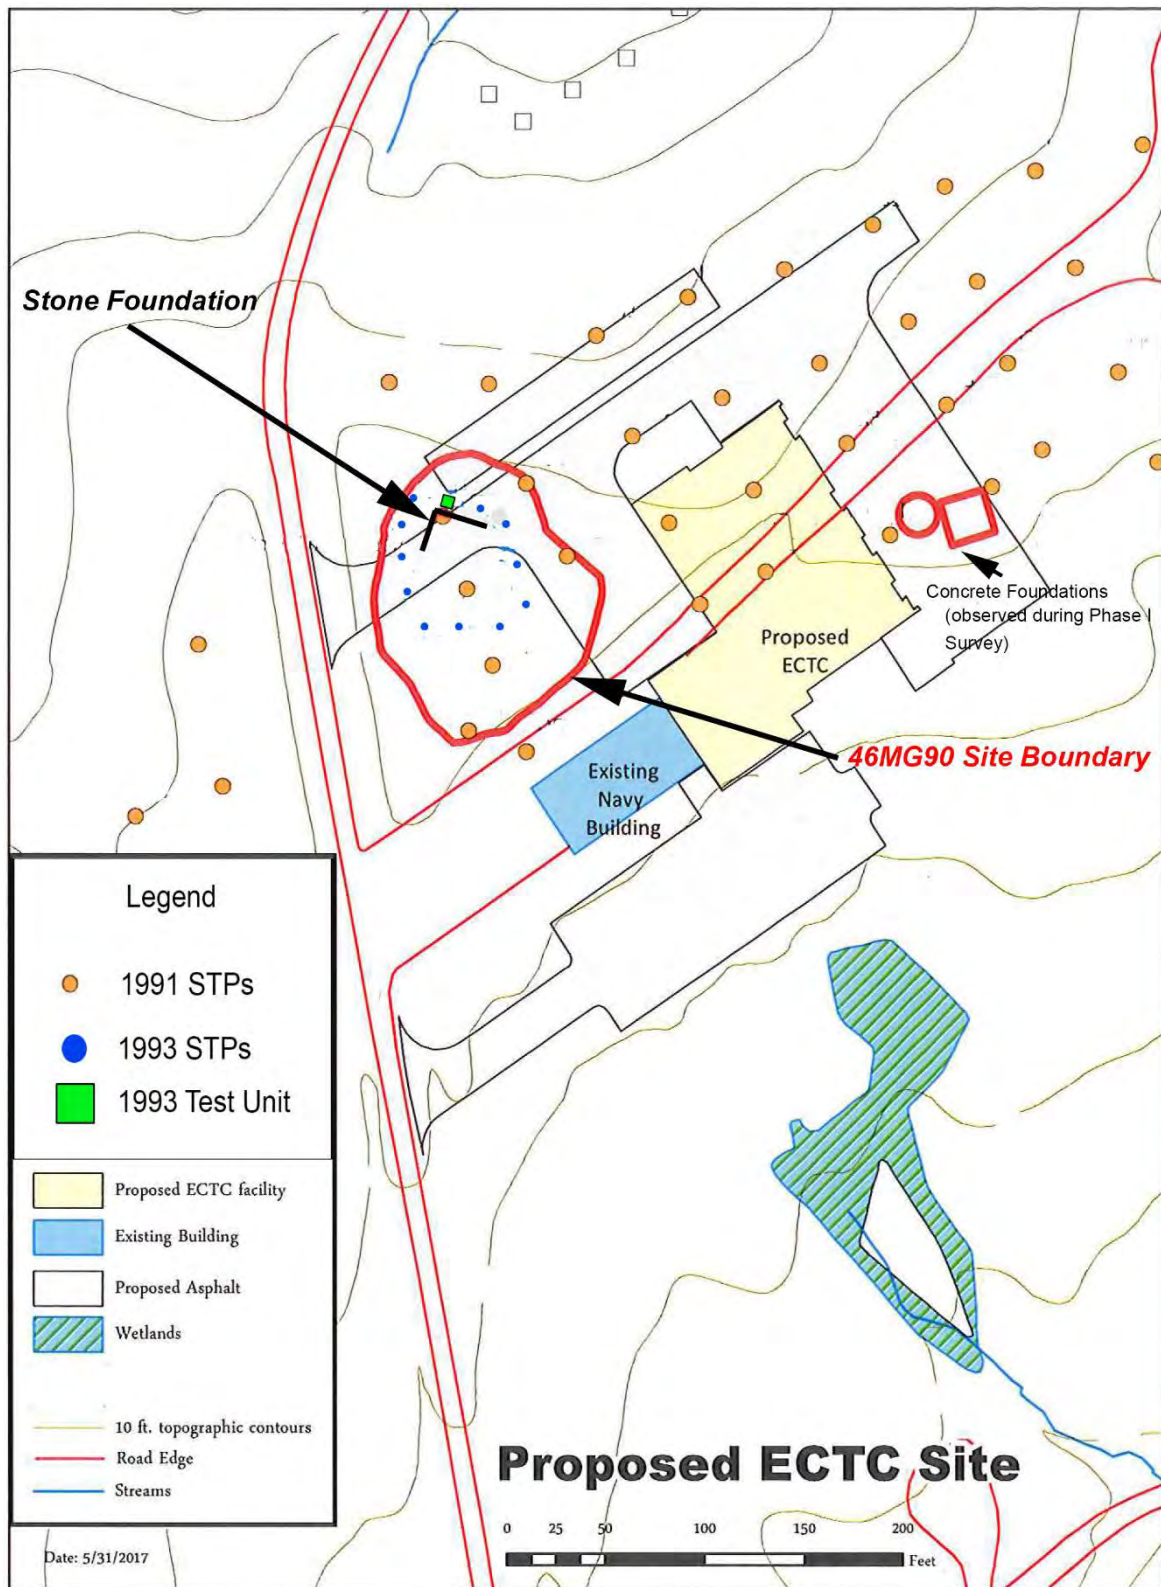 Stone Foundation
Concrete Foundations
(observed during Phase I
Survey)
Proposed
ECTC
46MG90 Site Boundary
Existing
Navy
Building
Legend
1991 STPs
1993 STPs
1993 Test Unit
Proposed ECTC facility
Existing Building
Proposed Asphalt
Wetlands
10 ft. topographic contours
Road Edge
Streams
Proposed ECTC Site
0 25 50 100 150 200
Feet
Date: 5/31/2017